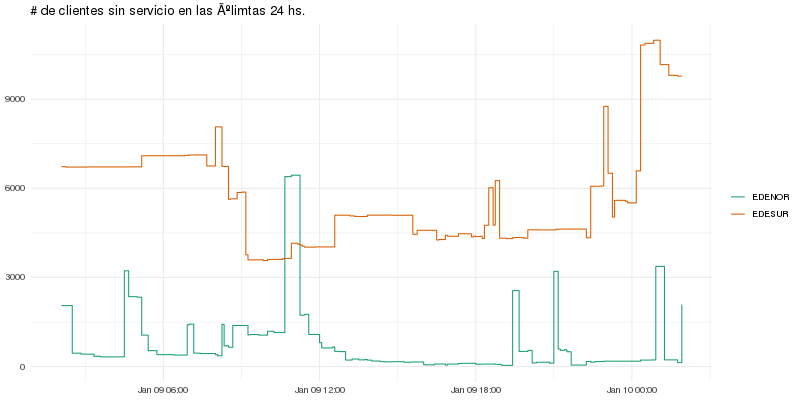 # de clientes sin servicio en las Ãºlimtas 24 hs.
9000
6000
3000
0
Jan 09 06:00
Jan 09 12:00
Jan 09 18:00
Jan 10 00:00
EDENOR
EDESUR